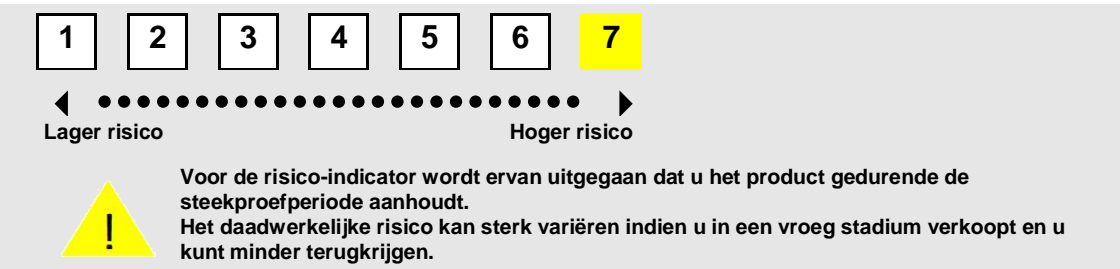 1 2 3 4 5 6 7
Lager risico Hoger risico
Voor de risico-indicator wordt ervan uitgegaan dat u het product gedurende de
steekproefperiode aanhoudt.
Het daadwerkelijke risico kan sterk variëren indien u in een vroeg stadium verkoopt en u
kunt minder terugkrijgen.
!